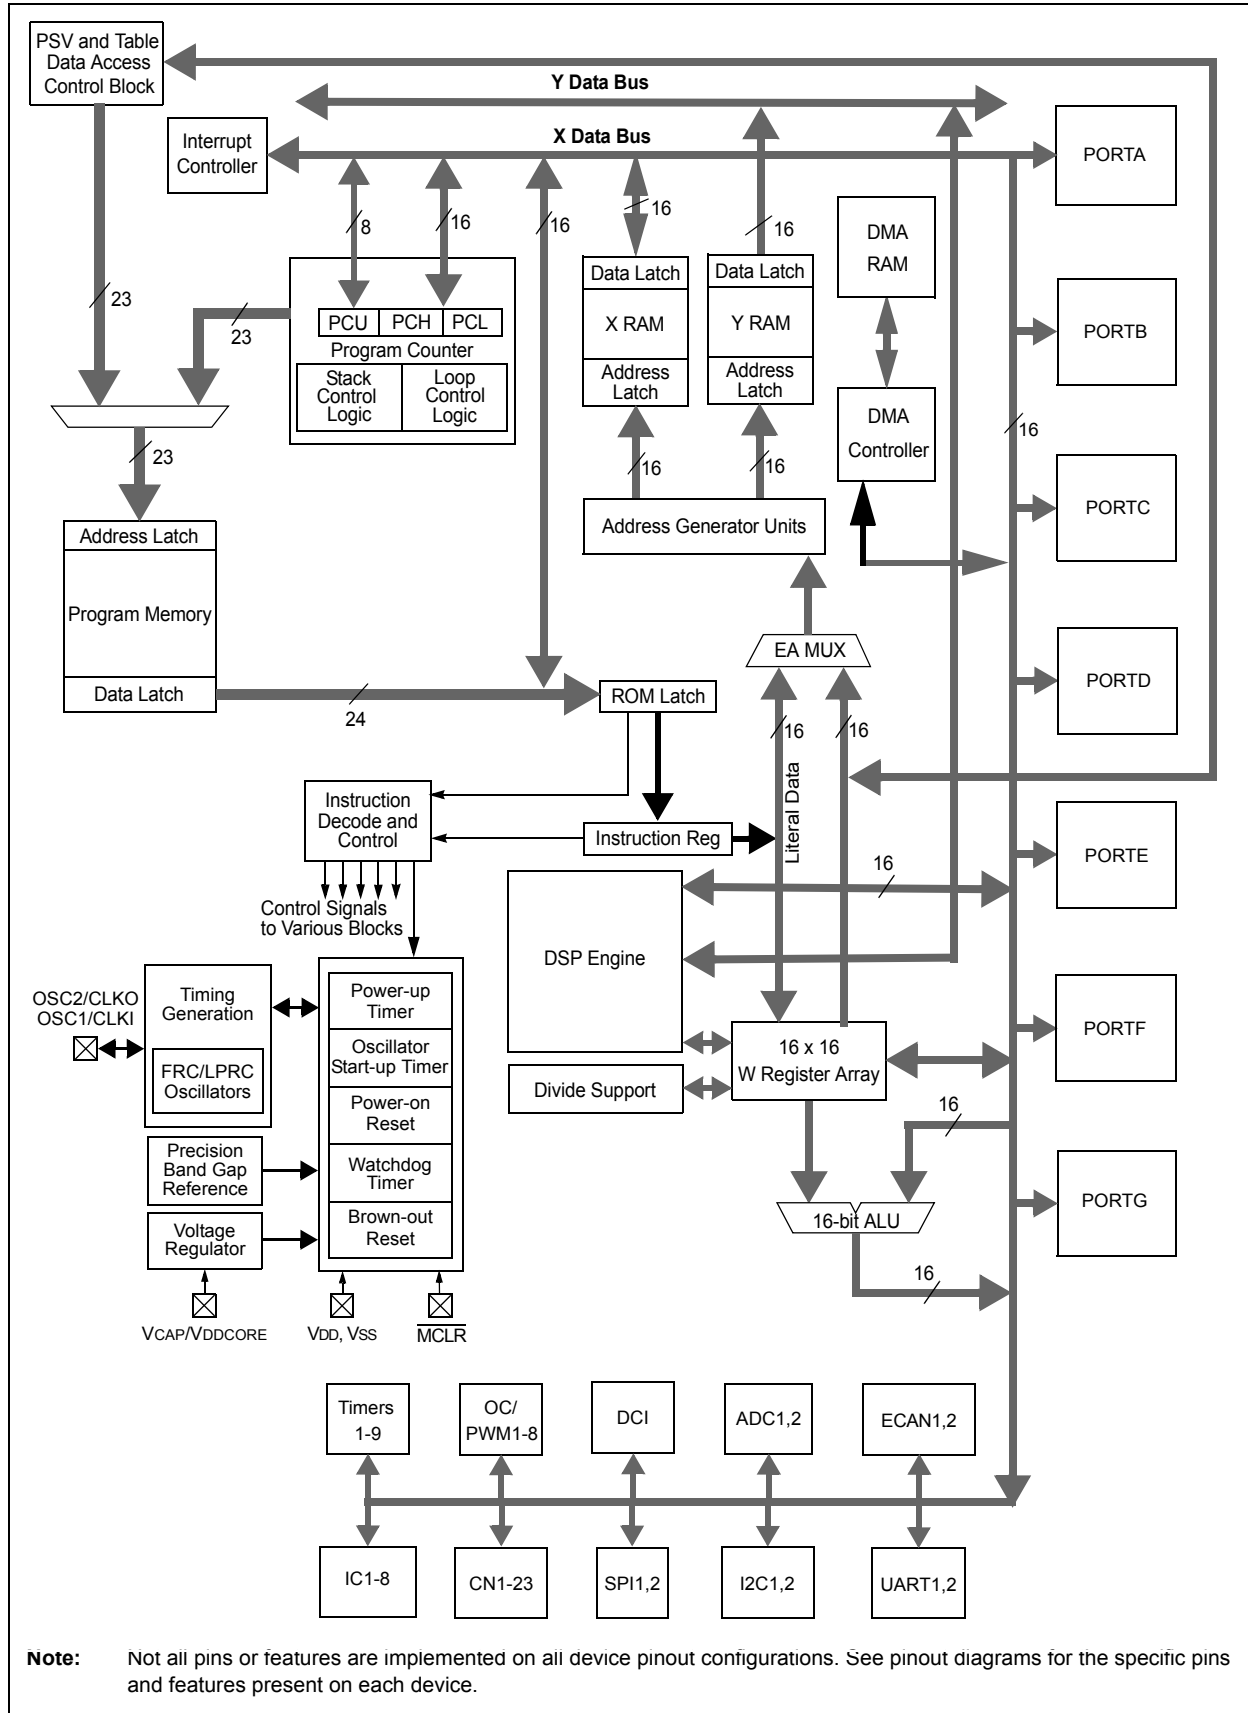 PSV and Table
Data Access
Control Block
Y Data Bus
X Data Bus
Interrupt
Controller
PORTA
8
16
16
16
16
DMA
RAM
23
23
Data Latch
X RAM
Address
Latch
Data Latch
Y RAM
Address
Latch
PORTB
PCU
PCH
PCL
Program Counter
Stack
Control
Logic
Loop
Control
Logic
DMA
Controller
16
23
16
16
PORTC
Address Latch
Program Memory
Data Latch
Address Generator Units
EA MUX
PORTD
24
ROM Latch
16
16
Literal Data
Instruction
Decode and
Control
Instruction Reg
PORTE
16
Control Signals
to Various Blocks
DSP Engine
OSC2/CLKO
OSC1/CLKI
Timing
Generation
FRC/LPRC
Oscillators
Power-up
Timer
Oscillator
Start-up Timer
Power-on
Reset
Watchdog
Timer
Brown-out
Reset
16 x 16
W Register Array
PORTF
Divide Support
16
Precision
Band Gap
Reference
Voltage
Regulator
16-bit ALU
PORTG
16
VCAP/VDDCORE
VDD, VSS
MCLR
Timers
1-9
OC/
PWM1-8
DCI
ADC1,2
ECAN1,2
IC1-8
CN1-23
SPI1,2
I2C1,2
UART1,2
Note: Not all pins or features are implemented on all device pinout configurations. See pinout diagrams for the specific pins
and features present on each device.